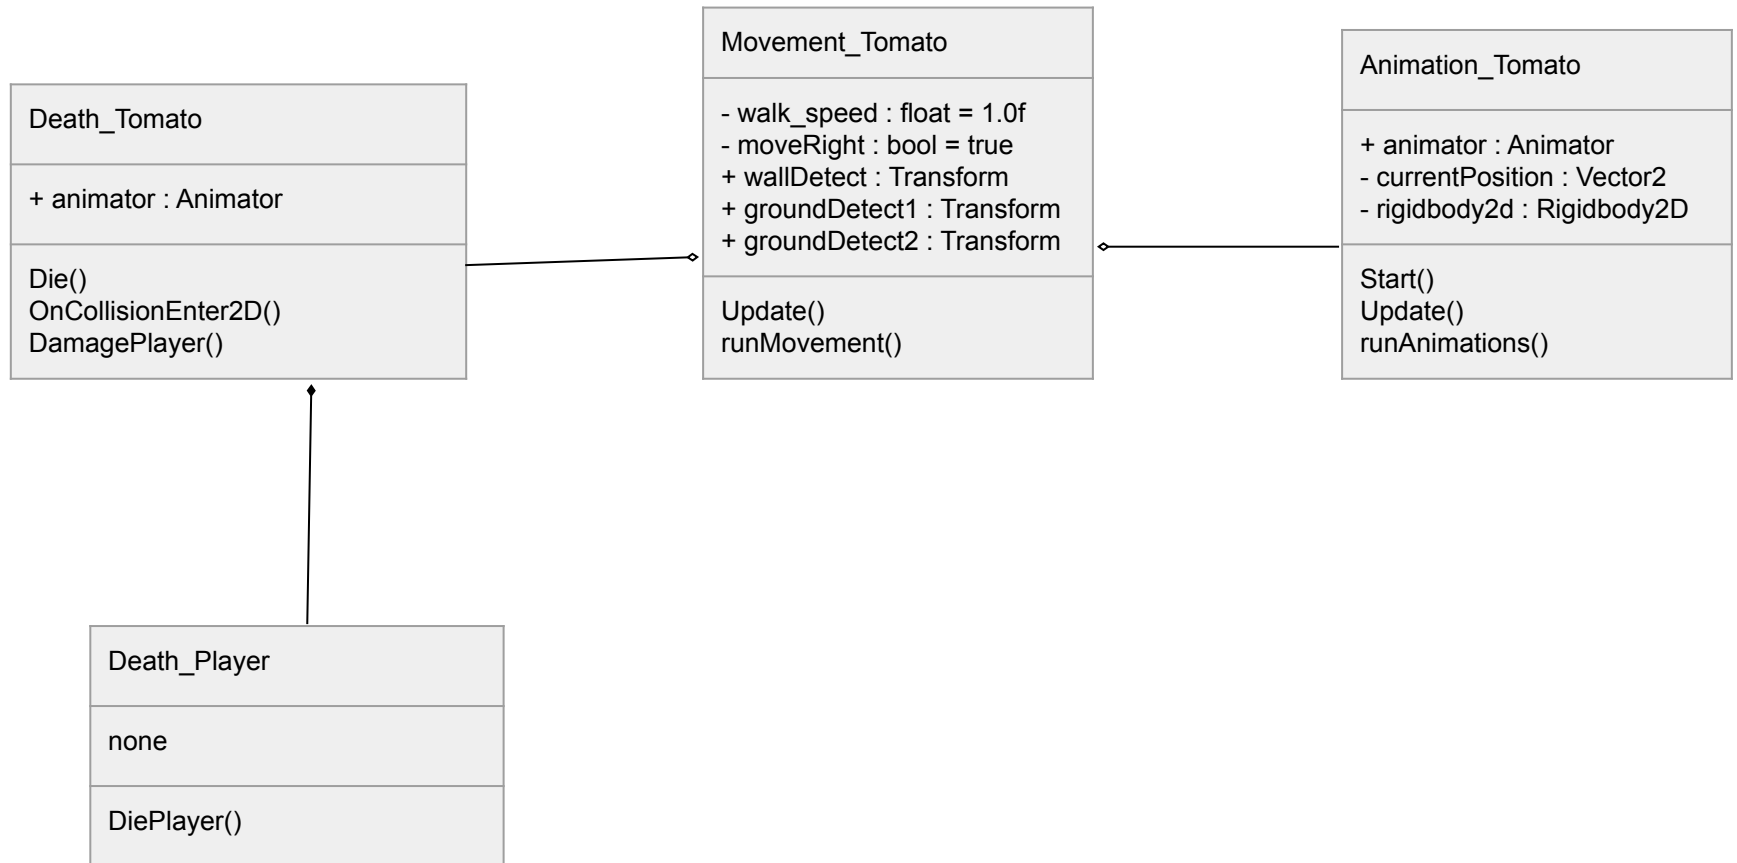 Death_Tomato
+ animator : Animator
Die()
OnCollisionEnter2D()
DamagePlayer()
Movement_Tomato
- walk_speed : float = 1.0f
- moveRight : bool = true
+ wallDetect : Transform
+ groundDetect1 : Transform
+ groundDetect2 : Transform
Update()
runMovement()
Animation_Tomato
+ animator : Animator
- currentPosition : Vector2
- rigidbody2d : Rigidbody2D
Start()
Update()
runAnimations()
Death_Player
none
DiePlayer()